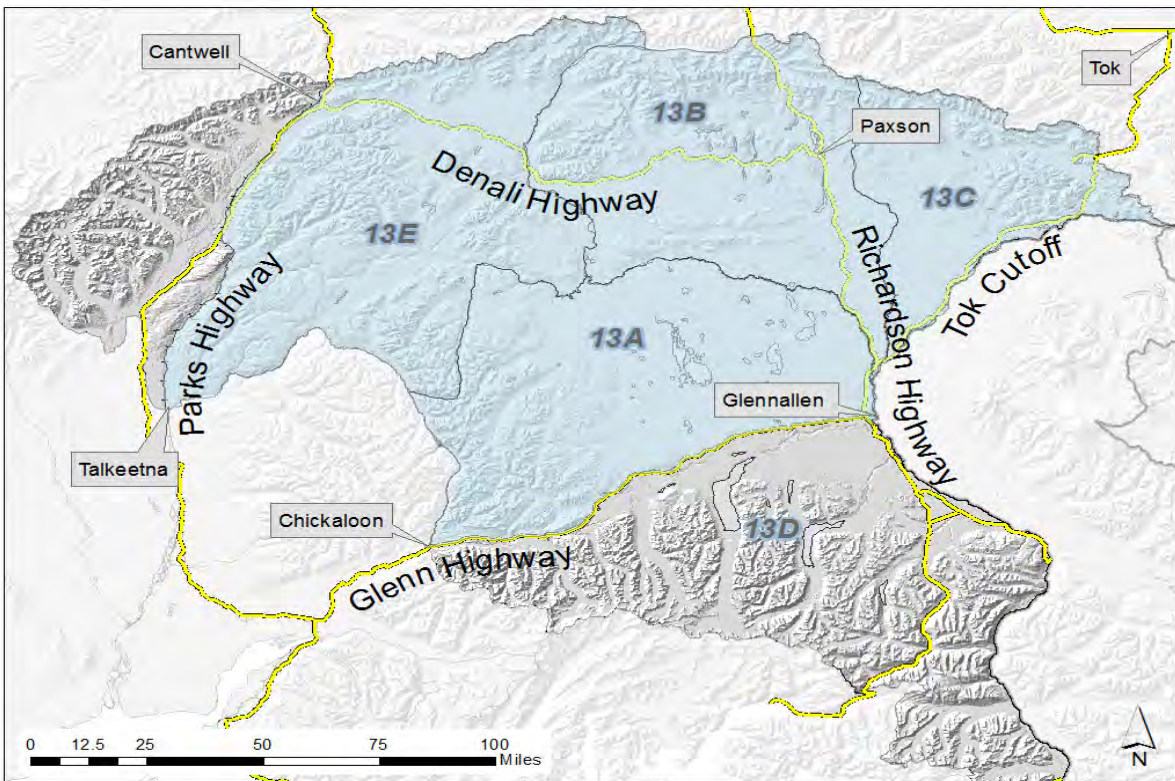 Cantwell
Tok
13B
Paxson
Denali Highway
13C
13E
Richardson Highway
Tok Cutoff
Parks Highway
13A
Glennallen
Talkeetna
Chickaloon
13D
Glenn Highway
0 12.5 25 50 75 100
Miles
N